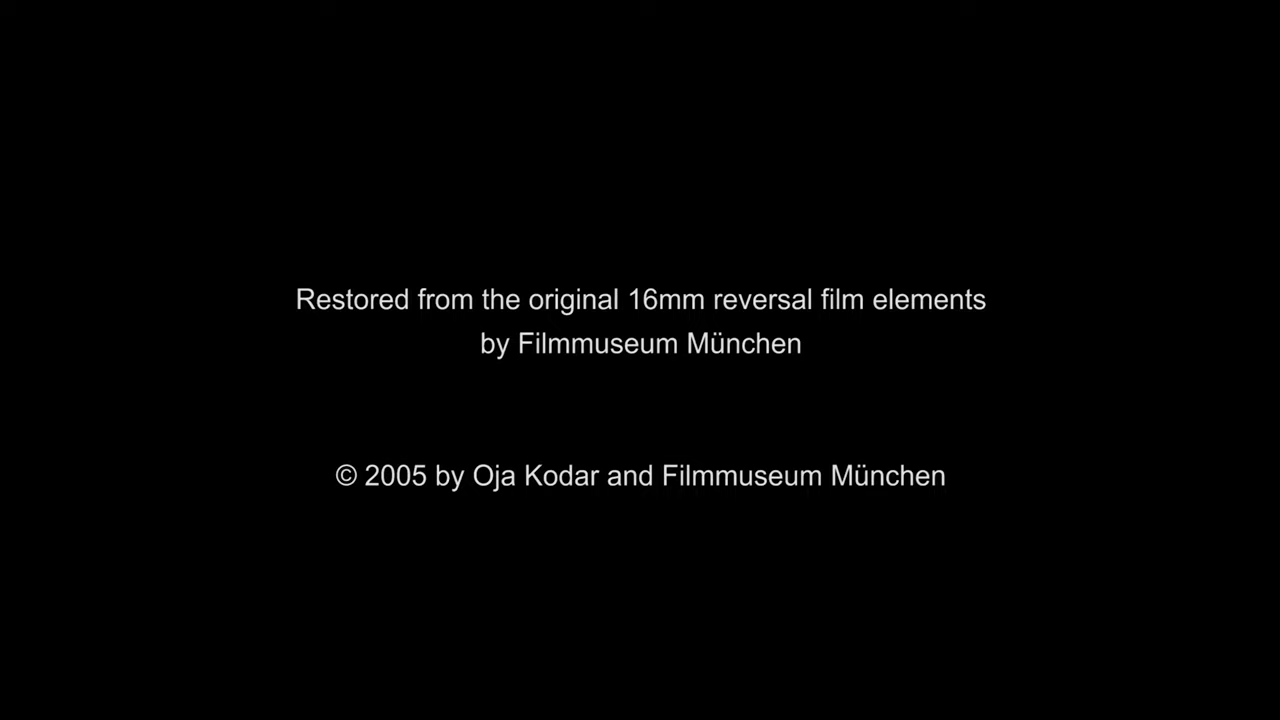 Restored from the original 16mm reversal film elements
by Filmmuseum München
© 2005 by Oja Kodar and Filmmuseum München